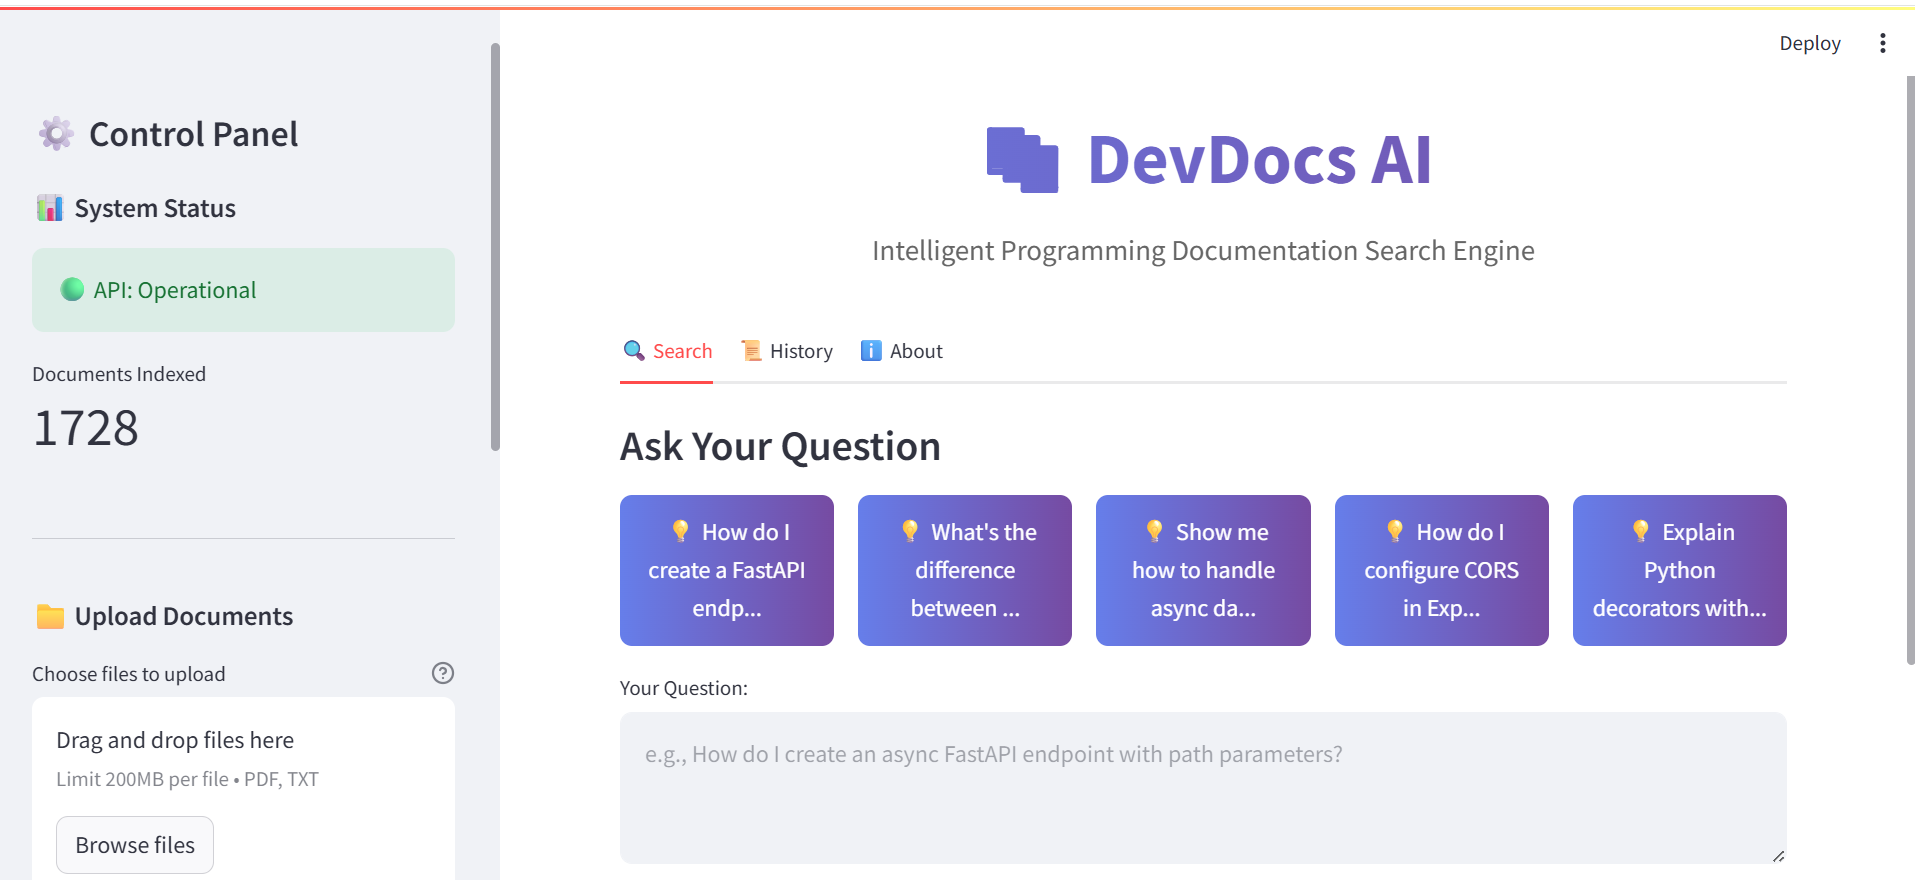 Deploy
Control Panel
System Status
API: Operational
Documents Indexed
1728
Upload Documents
Choose files to upload
Drag and drop files here
Limit 200MB per file • PDF, TXT
Browse files
DevDocs AI
Intelligent Programming Documentation Search Engine
Search
History
About
Ask Your Question
How do I
create a FastAPI
endp...
What's the
difference
between ...
Show me
how to handle
async da...
How do I
configure CORS
in Exp...
Explain
Python
decorators with...
Your Question:
e.g., How do I create an async FastAPI endpoint with path parameters?